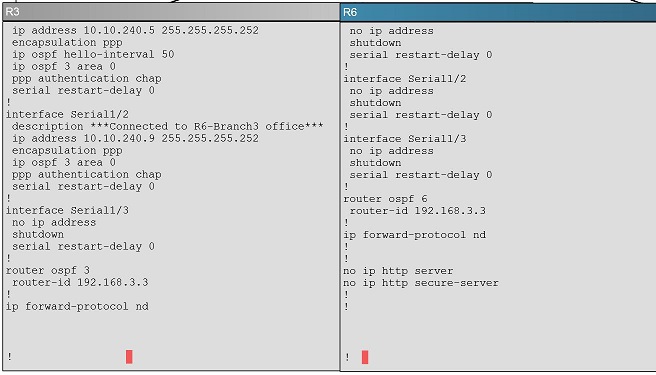 R3
ip address 10.10.240.5 255.255.255.252
encapsulation ppp
ip ospf hello-interval 50
ip ospf 3 area 0
ppp authentication chap
serial restart-delay 0
!
interface Serial1/2
description ***Connected to R6-Branch3 office***
ip address 10.10.240.9 255.255.255.252
encapsulation ppp
ip ospf 3 area 0
ppp authentication chap
serial restart-delay 0
!
interface Serial1/3
no ip address
shutdown
serial restart-delay 0
!
router ospf 3
router-id 192.168.3.3
!
ip forward-protocol nd
!
R6
no ip address
shutdown
serial restart-delay 0
!
interface Serial1/2
no ip address
shutdown
serial restart-delay 0
!
interface Serial1/3
no ip address
shutdown
serial restart-delay 0
!
router ospf 6
router-id 192.168.3.3
!
ip forward-protocol nd
!
!
no ip http server
no ip http secure-server
!
!
!